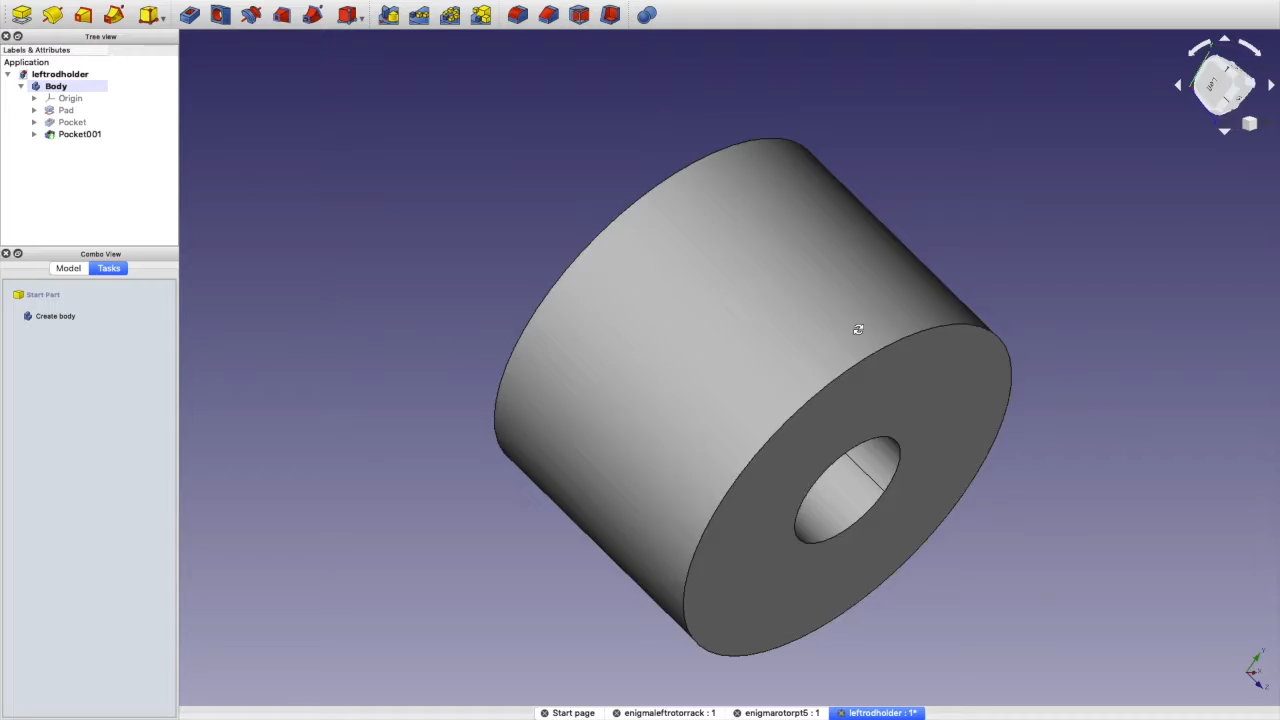 Tree view
Labels & Attributes
Application
leftrodholder
Body
Origin
Pad
Pocket
Pocket001
Combo View
Model Tasks
Start Part
Create body
Start page enigmaleftrotorrack : 1 enigmarotorpt5 : 1 leftrodholder : 1*